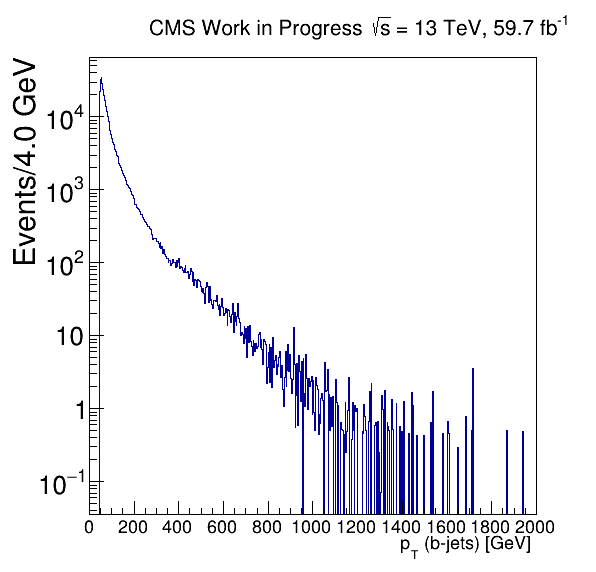 CMS Work in Progress √s = 13 TeV, 59.7 fb⁻¹
Events/4.0 GeV
10⁴
10³
10²
10
1
10⁻¹
0 200 400 600 800 1000 1200 1400 1600 1800 2000
p_T (b-jets) [GeV]